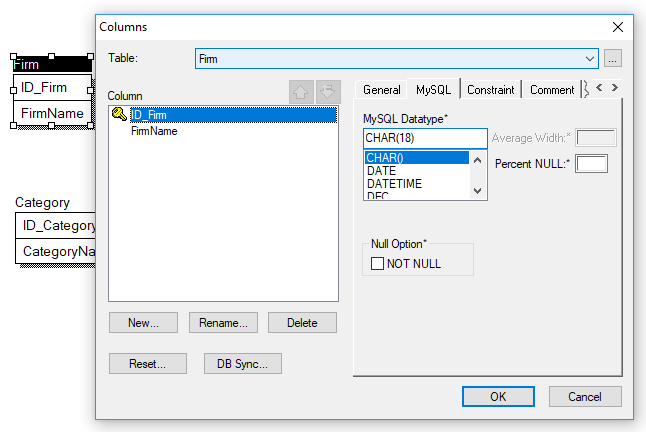 Columns
Firm
Table:
Firm
...
ID_Firm
FirmName
Column
ID_Firm
FirmName
General
MySQL
Constraint
Comment
MySQL Datatype*
CHAR(18)
Average Width:*
CHAR()
DATE
DATETIME
DEC
Percent NULL:*
Category
ID_Category
CategoryNa
Null Option*
NOT NULL
New...
Rename...
Delete
Reset...
DB Sync...
OK
Cancel